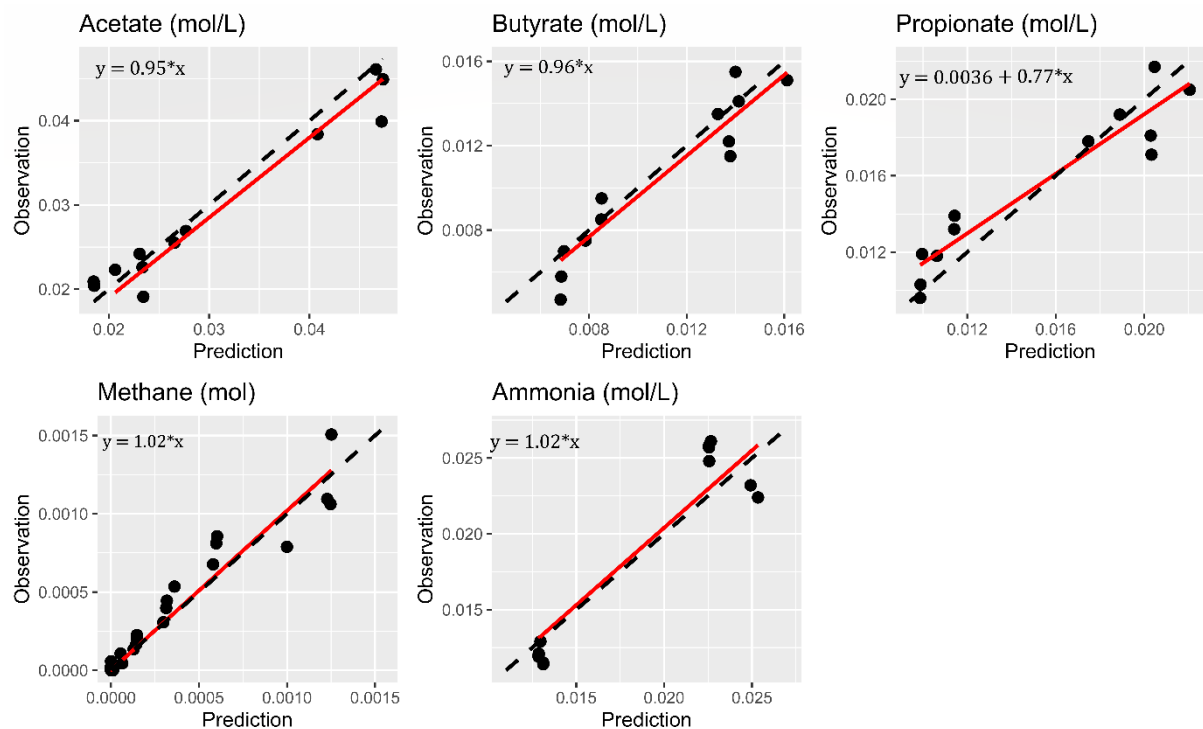 Acetate (mol/L)
y = 0.95*x
0.04
0.03
0.02
Observation
0.02 0.03 0.04
Prediction
Butyrate (mol/L)
y = 0.96*x
0.016
0.012
0.008
Observation
0.008 0.012 0.016
Prediction
Propionate (mol/L)
y = 0.0036 + 0.77*x
0.020
0.016
0.012
Observation
0.012 0.016 0.020
Prediction
Methane (mol)
y = 1.02*x
0.0015
0.0010
0.0005
0.0000
Observation
0.0000 0.0005 0.0010 0.0015
Prediction
Ammonia (mol/L)
y = 1.02*x
0.025
0.020
0.015
Observation
0.015 0.020 0.025
Prediction